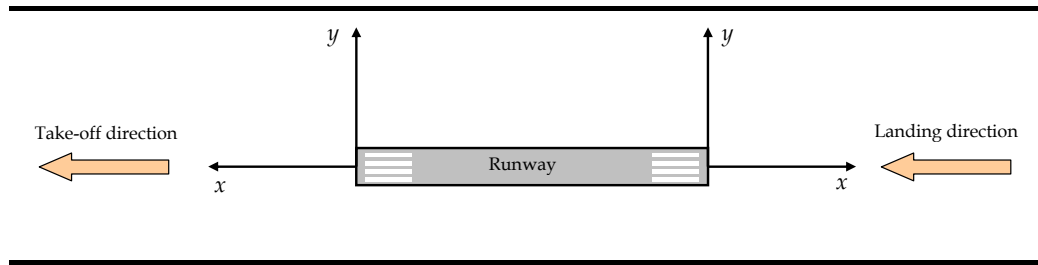 y
y
Take-off direction
Landing direction
Runway
x
x